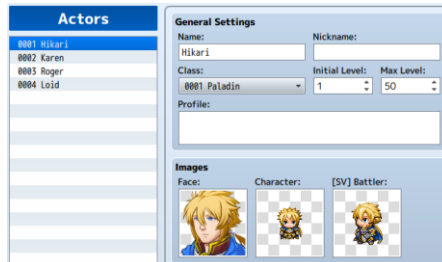 Actors
0001 Hikari
0002 Karen
0003 Roger
0004 Loid
General Settings
Name: Nickname:
Hikari
Class: Initial Level: Max Level:
0001 Paladin 1 50
Profile:
Images
Face: Character: [SV] Battler: